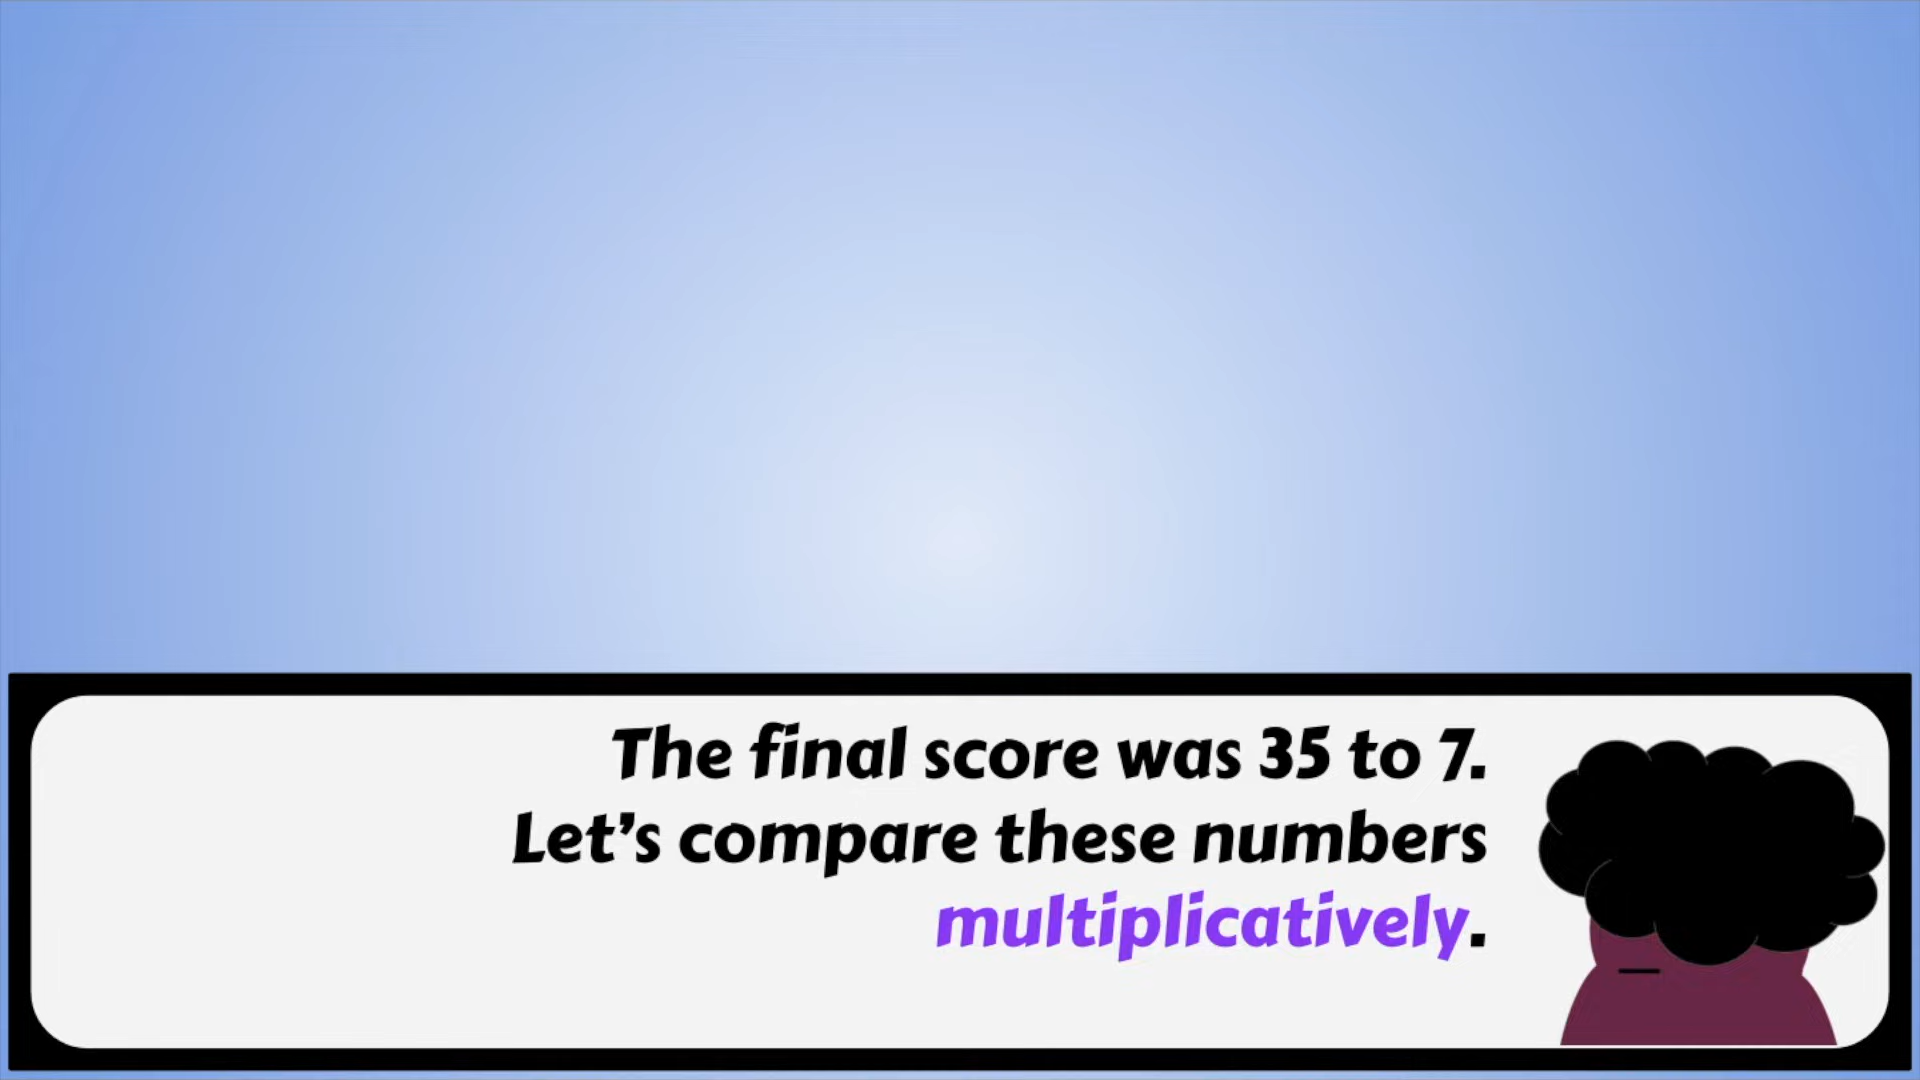 The final score was 35 to 7.
Let’s compare these numbers
multiplicatively.